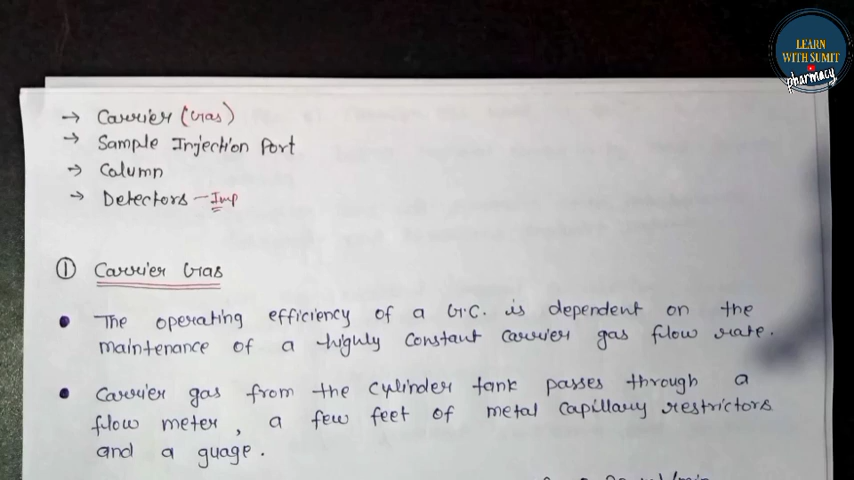 LEARN
WITH SUMIT
pharmacy
→ Carrier (Gas)
→ Sample Injection Port
→ Column
→ Detectors - Imp
① Carrier Gas
• The operating efficiency of a G.C. is dependent on the
maintenance of a highly constant carrier gas flow rate.
• Carrier gas from the cylinder tank passes through a
flow meter, a few feet of metal capillary restrictors
and a guage.